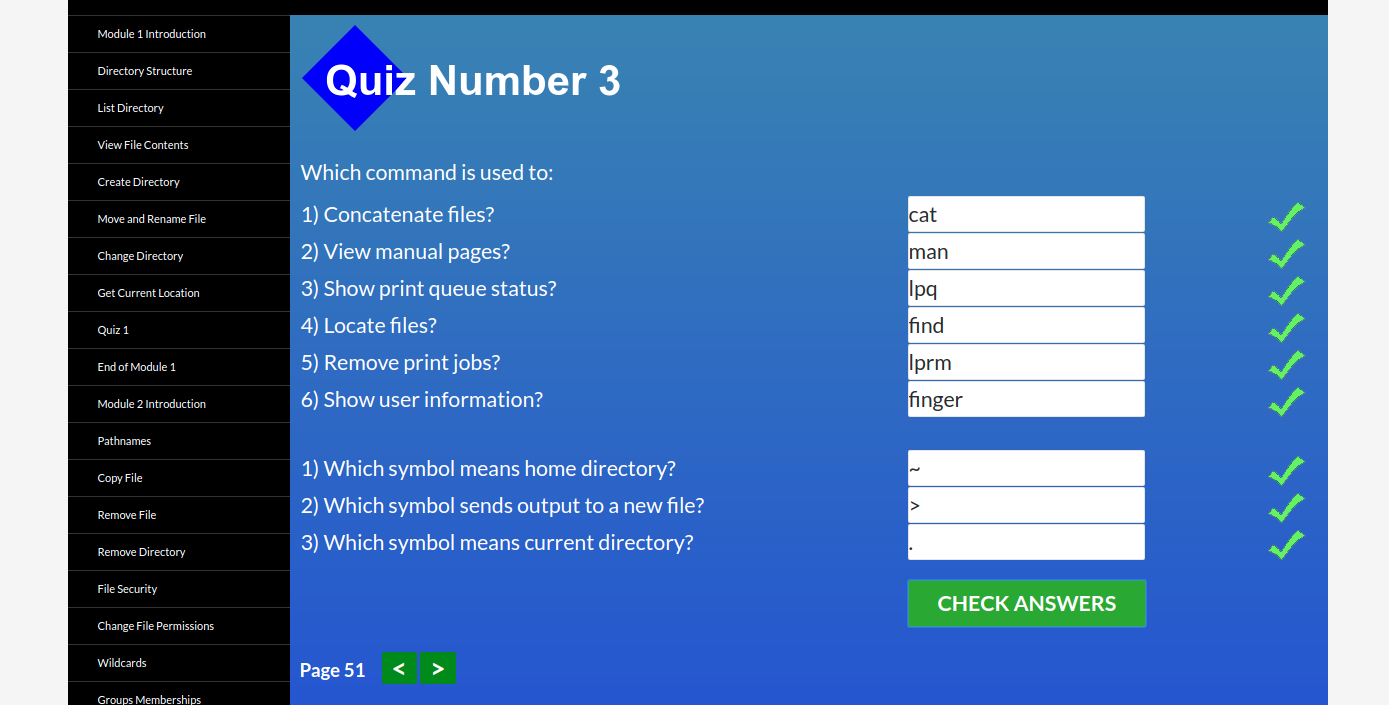 Module 1 Introduction
Directory Structure
List Directory
View File Contents
Create Directory
Move and Rename File
Change Directory
Get Current Location
Quiz 1
End of Module 1
Module 2 Introduction
Pathnames
Copy File
Remove File
Remove Directory
File Security
Change File Permissions
Wildcards
Groups Memberships
Quiz Number 3
Which command is used to:
1) Concatenate files? cat
2) View manual pages? man
3) Show print queue status? lpq
4) Locate files? find
5) Remove print jobs? lprm
6) Show user information? finger
1) Which symbol means home directory? ~
2) Which symbol sends output to a new file? >
3) Which symbol means current directory? .
CHECK ANSWERS
Page 51 < >